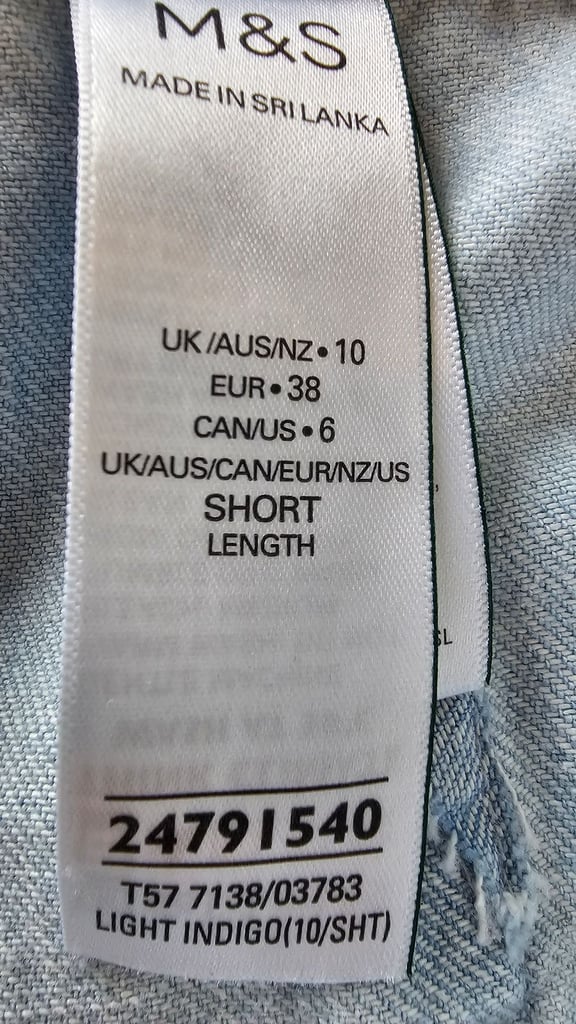 M&S
MADE IN SRI LANKA
UK/AUS/NZ•10
EUR•38
CAN/US•6
UK/AUS/CAN/EUR/NZ/US
SHORT
LENGTH
SL
24791540
T57 7138/03783
LIGHT INDIGO(10/SHT)